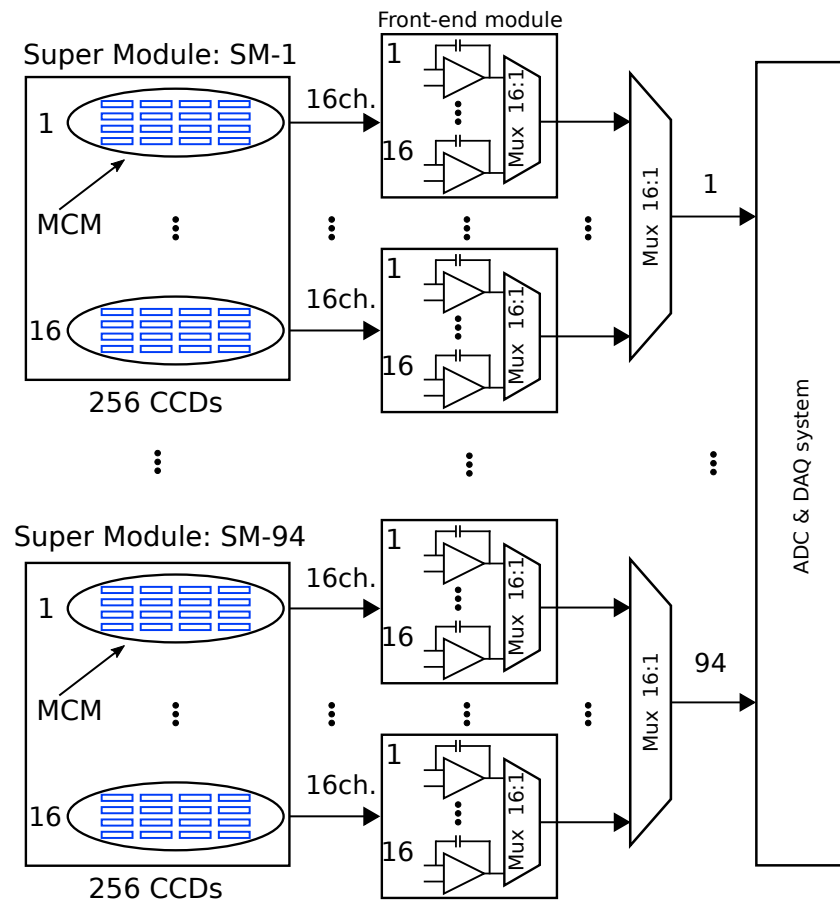 Front-end module
Super Module: SM-1
1
16ch.
1
16
Mux 16:1
MCM
16
16ch.
1
16
Mux 16:1
256 CCDs
Mux 16:1
1
Super Module: SM-94
1
16ch.
1
16
Mux 16:1
MCM
16
16ch.
1
16
Mux 16:1
256 CCDs
Mux 16:1
94
ADC & DAQ system